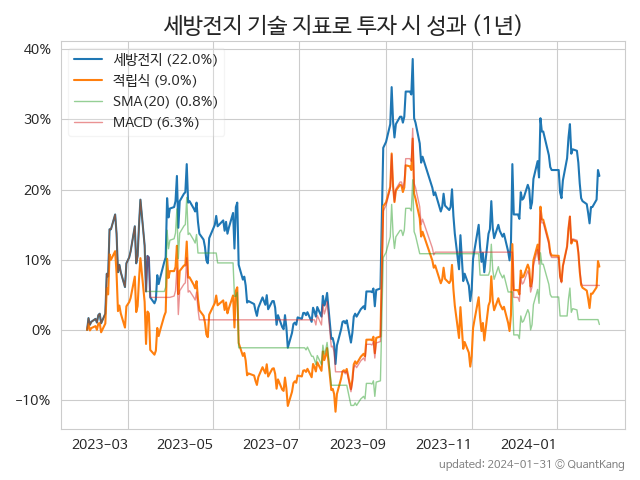 세방전지 기술 지표로 투자 시 성과 (1년)
40%
30%
20%
10%
0%
−10%
세방전지 (22.0%)
적립식 (9.0%)
SMA(20) (0.8%)
MACD (6.3%)
2023-03 2023-05 2023-07 2023-09 2023-11 2024-01
updated: 2024-01-31 © QuantKang